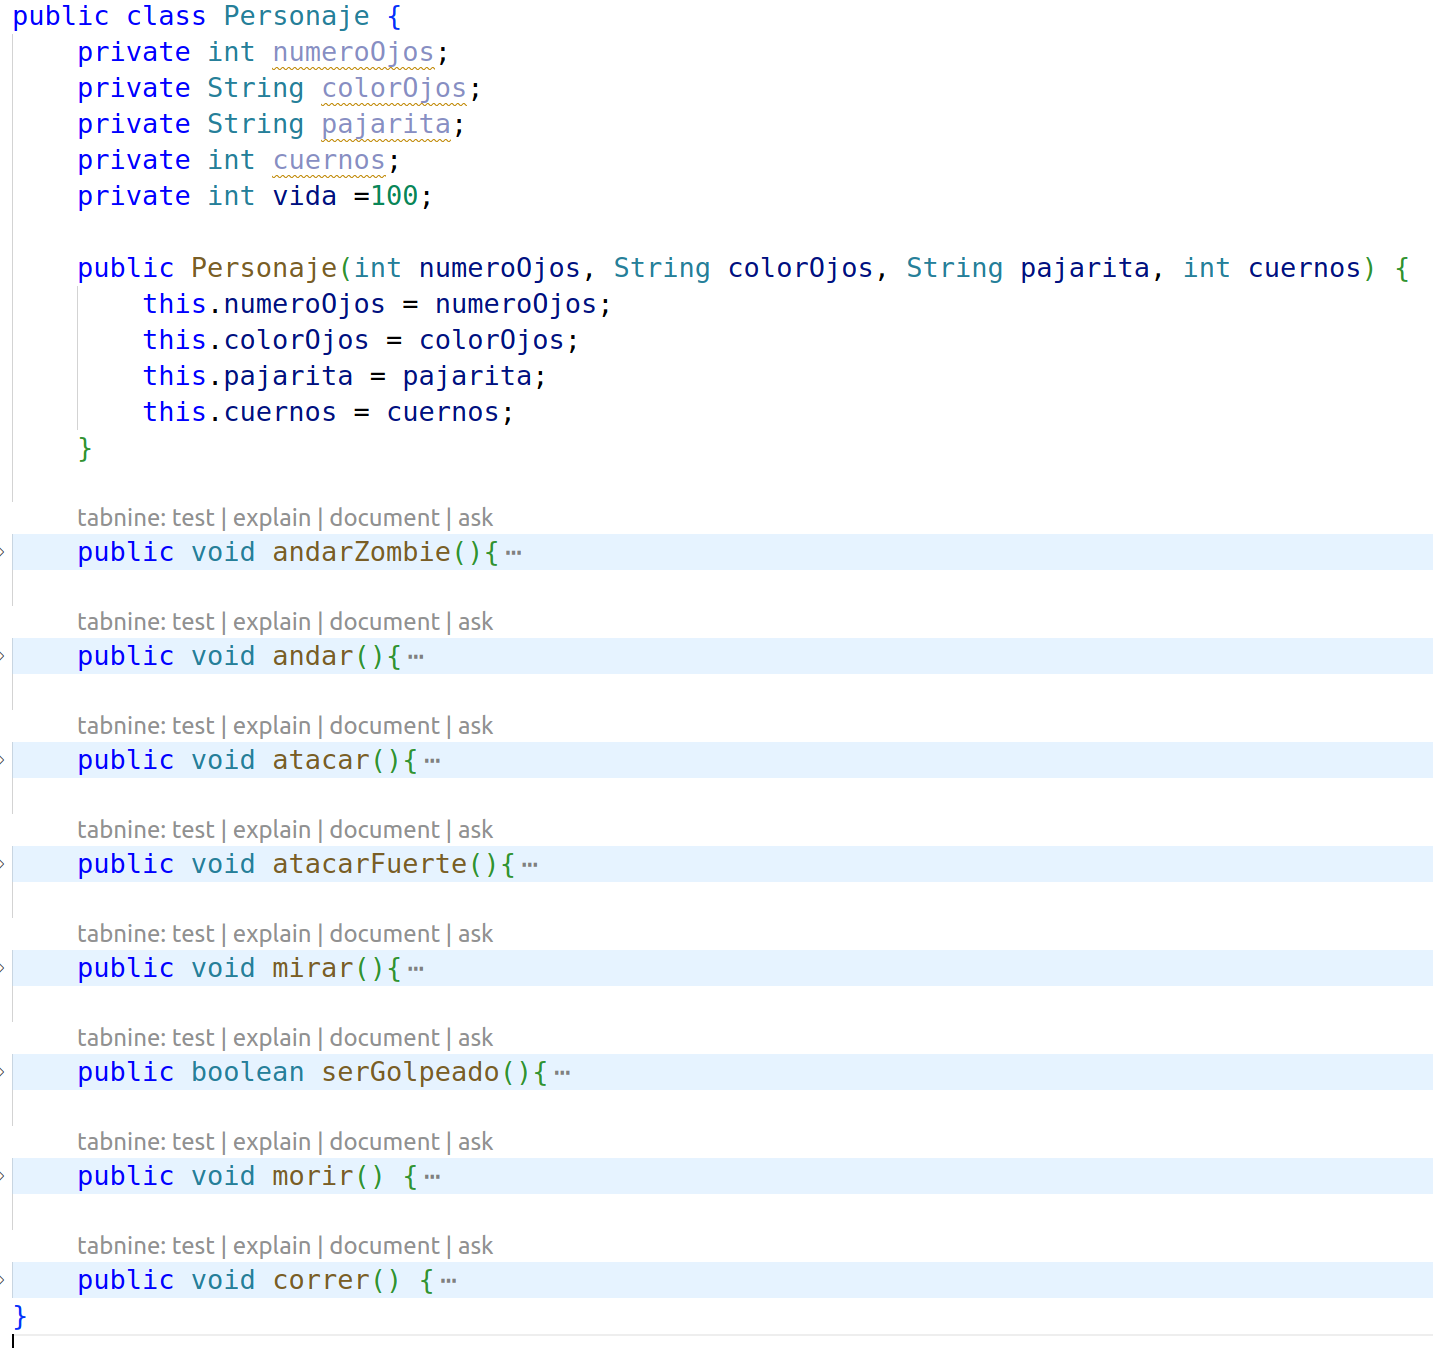 public class Personaje {
    private int numeroOjos;
    private String colorOjos;
    private String pajarita;
    private int cuernos;
    private int vida =100;

    public Personaje(int numeroOjos, String colorOjos, String pajarita, int cuernos) {
        this.numeroOjos = numeroOjos;
        this.colorOjos = colorOjos;
        this.pajarita = pajarita;
        this.cuernos = cuernos;
    }

    tabnine: test | explain | document | ask
    public void andarZombie(){⋯

    tabnine: test | explain | document | ask
    public void andar(){⋯

    tabnine: test | explain | document | ask
    public void atacar(){⋯

    tabnine: test | explain | document | ask
    public void atacarFuerte(){⋯

    tabnine: test | explain | document | ask
    public void mirar(){⋯

    tabnine: test | explain | document | ask
    public boolean serGolpeado(){⋯

    tabnine: test | explain | document | ask
    public void morir() {⋯

    tabnine: test | explain | document | ask
    public void correr() {⋯
}